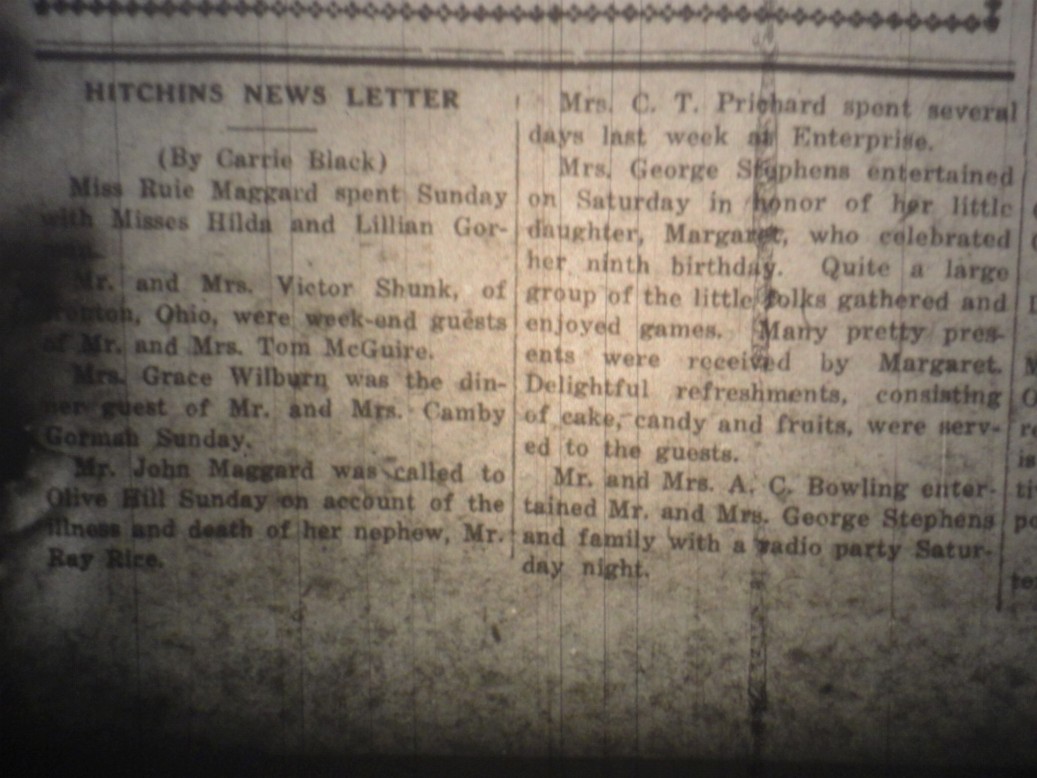 HITCHINS NEWS LETTER
(By Carrie Black)
Miss Ruie Maggard spent Sunday
with Misses Hilda and Lillian Gor-
Mr. and Mrs. Victor Shunk, of
Ironton, Ohio, were week-end guests
of Mr. and Mrs. Tom McGuire.
Mrs. Grace Wilburn was the din-
ner guest of Mr. and Mrs. Camby
Gorman Sunday.
Mr. John Maggard was called to
Olive Hill Sunday on account of the
illness and death of her nephew, Mr.
Ray Rice.
Mrs. C. T. Prichard spent several
days last week at Enterprise.
Mrs. George Stephens entertained
on Saturday in honor of her little
daughter, Margaret, who celebrated
her ninth birthday. Quite a large
group of the little folks gathered and
enjoyed games. Many pretty pres-
ents were received by Margaret.
Delightful refreshments, consisting
of cake, candy and fruits, were serv-
ed to the guests.
Mr. and Mrs. A. C. Bowling enter-
tained Mr. and Mrs. George Stephens
and family with a radio party Satur-
day night.